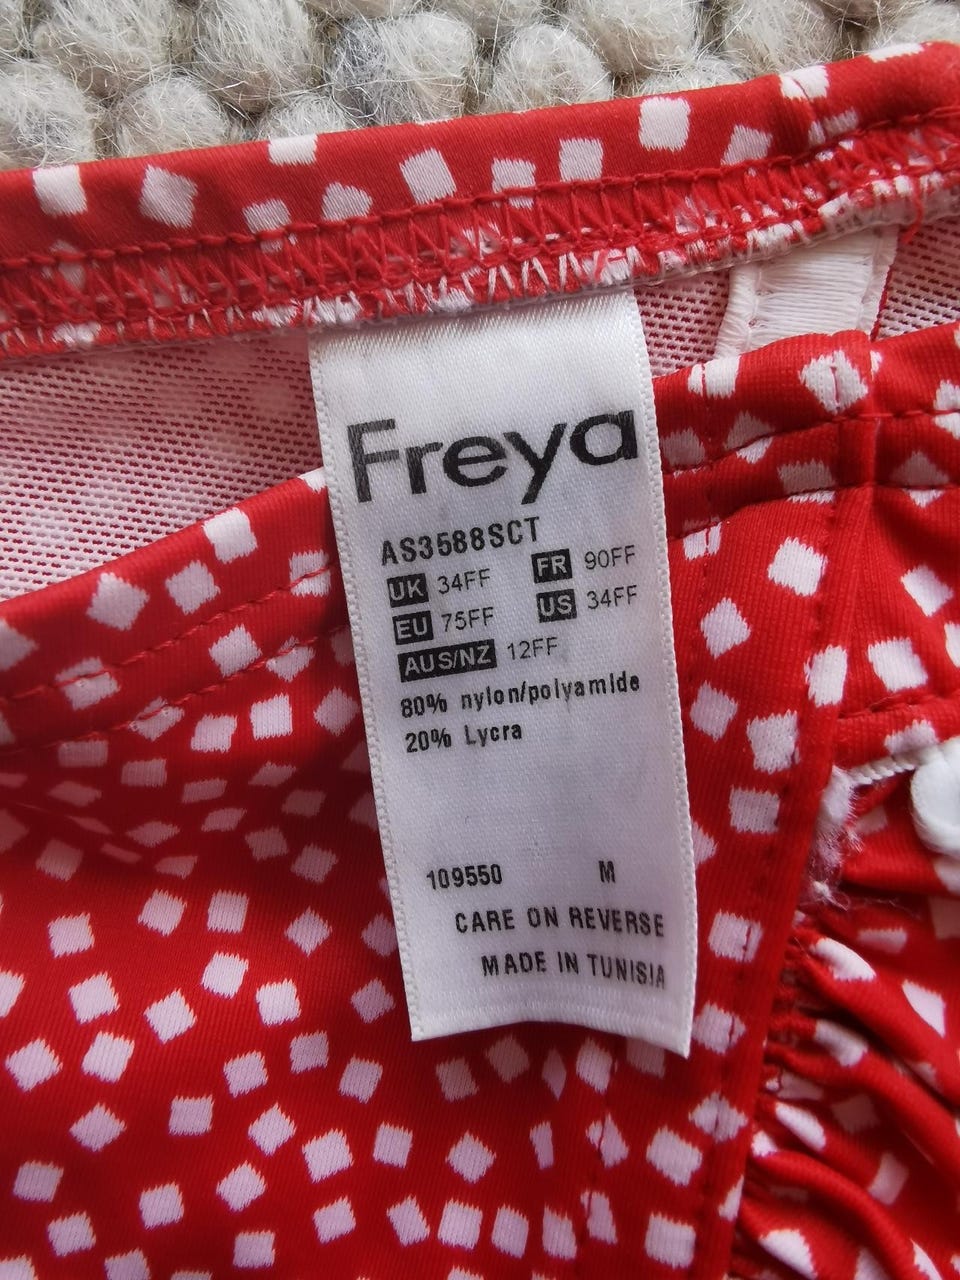 Freya
AS3588SCT
UK 34FF FR 90FF
EU 75FF US 34FF
AUS/NZ 12FF
80% nylon/polyamide
20% Lycra
109550 M
CARE ON REVERSE
MADE IN TUNISIA